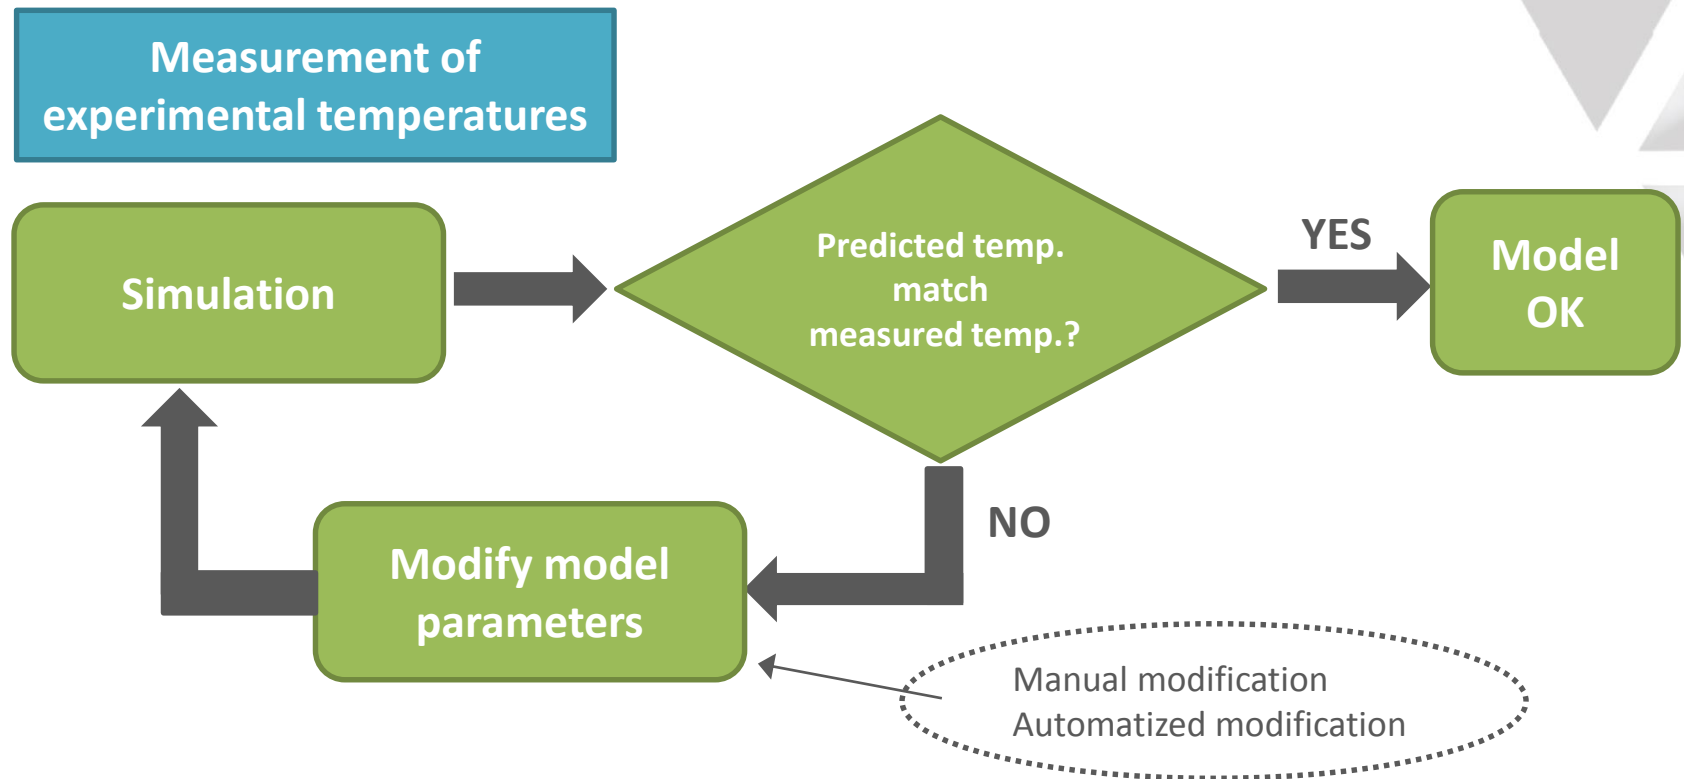 Measurement of
experimental temperatures
Simulation
Predicted temp.
match
measured temp.?
YES
Model
OK
NO
Modify model
parameters
Manual modification
Automatized modification